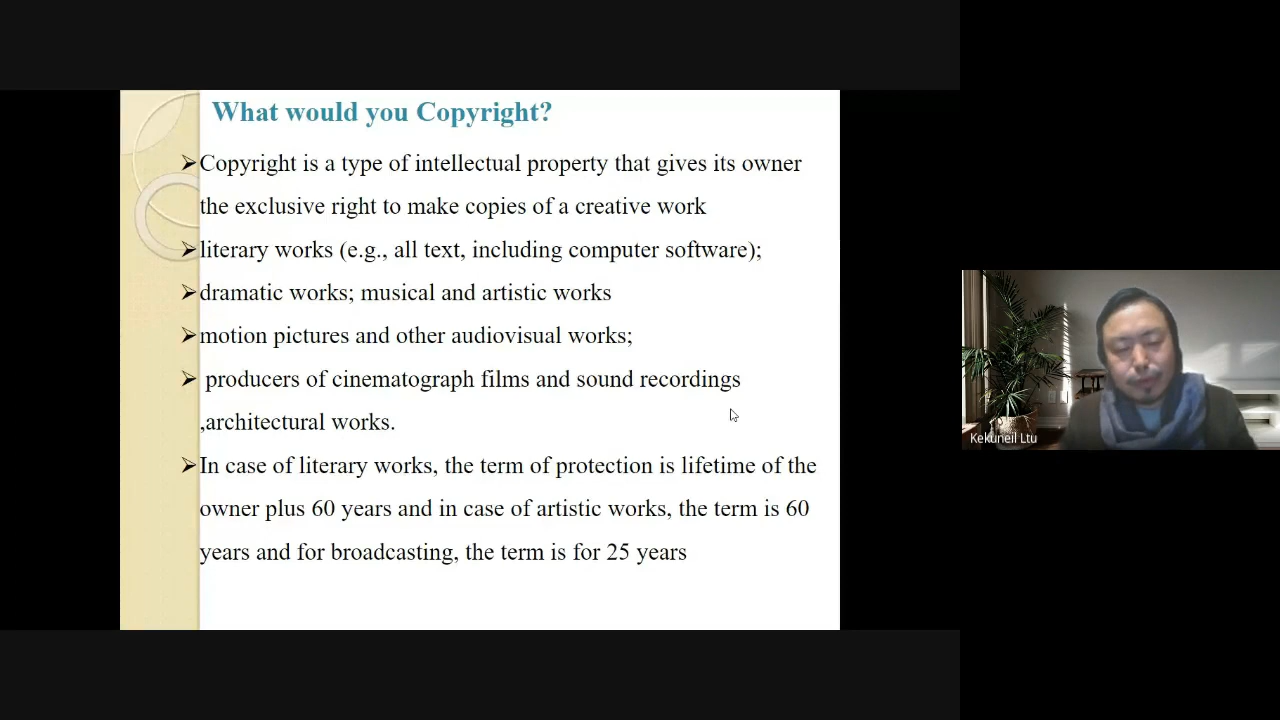 What would you Copyright?
➢Copyright is a type of intellectual property that gives its owner
the exclusive right to make copies of a creative work
➢literary works (e.g., all text, including computer software);
➢dramatic works; musical and artistic works
➢motion pictures and other audiovisual works;
➢ producers of cinematograph films and sound recordings
,architectural works.
➢In case of literary works, the term of protection is lifetime of the
owner plus 60 years and in case of artistic works, the term is 60
years and for broadcasting, the term is for 25 years
Kekuneil Ltu